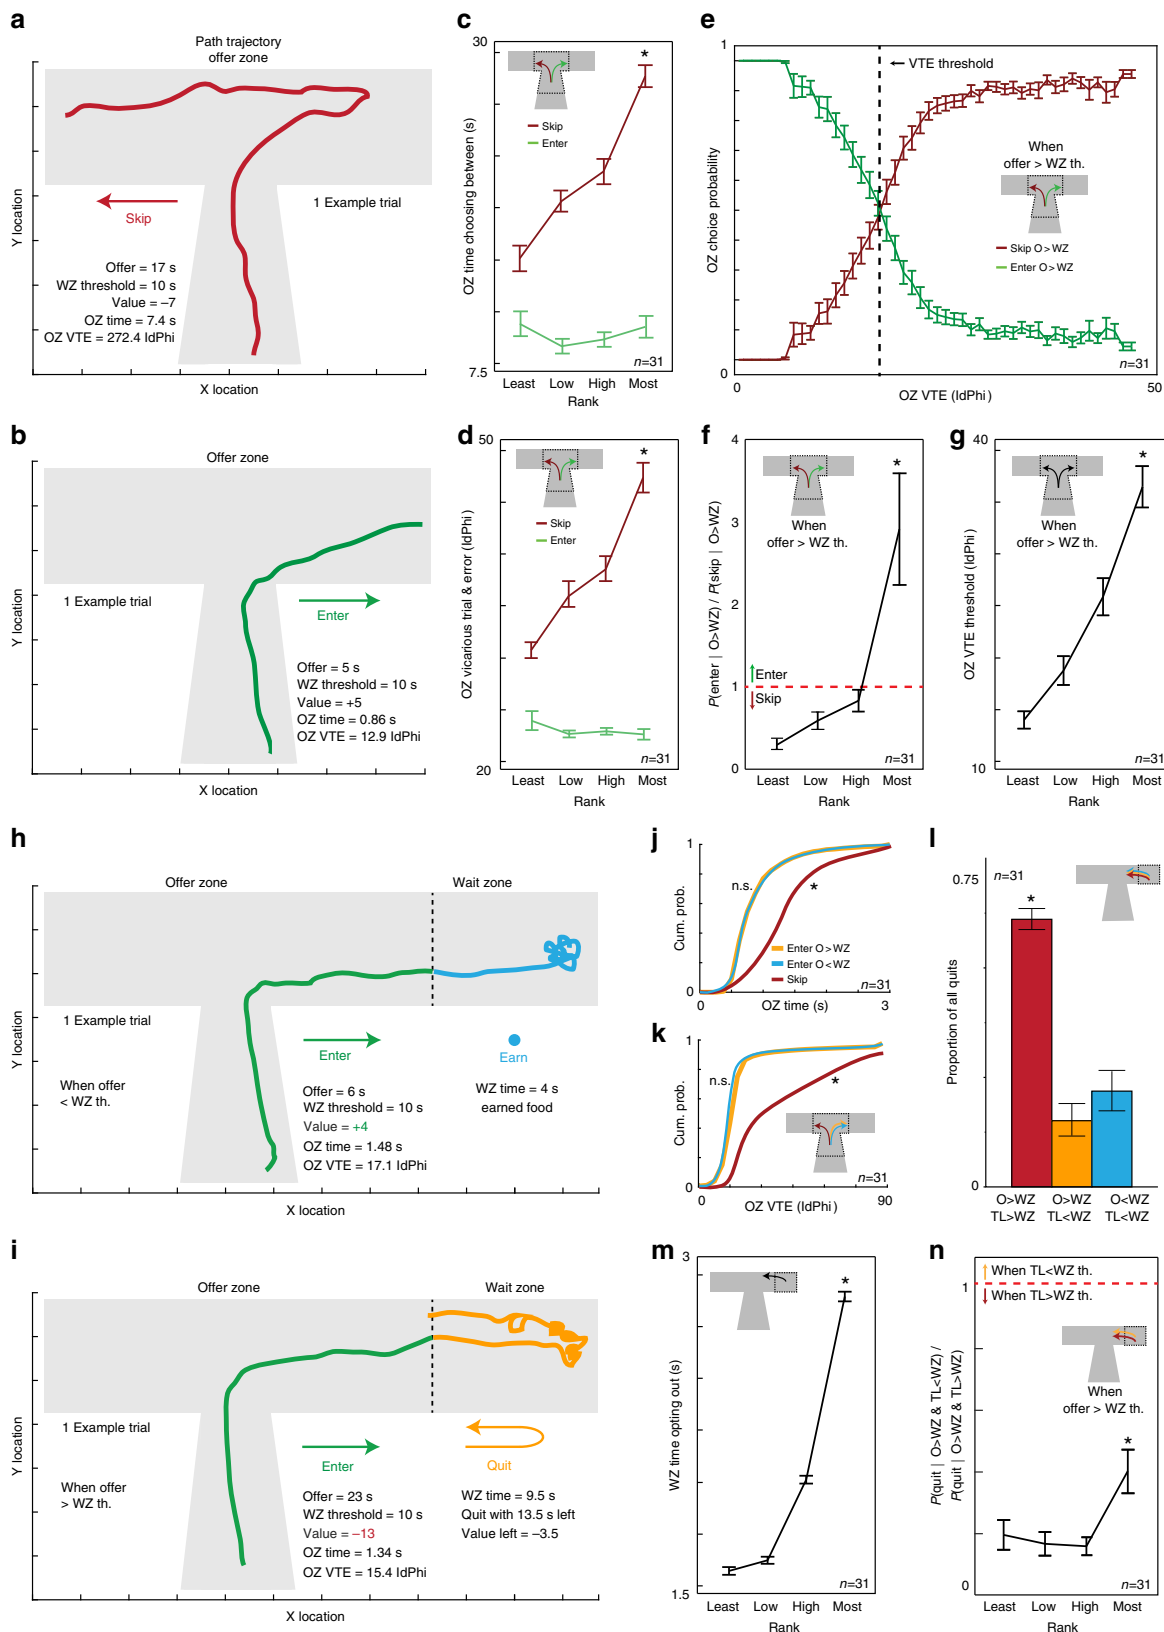 a
Path trajectory
offer zone
Y location
Skip
1 Example trial
Offer = 17 s
WZ threshold = 10 s
Value = –7
OZ time = 7.4 s
OZ VTE = 272.4 IdPhi
X location
b
Offer zone
Y location
1 Example trial
Enter
Offer = 5 s
WZ threshold = 10 s
Value = +5
OZ time = 0.86 s
OZ VTE = 12.9 IdPhi
X location
c
30
OZ time choosing between (s)
*
Skip
Enter
n=31
7.5
Least Low High Most
Rank
d
50
OZ vicarious trial & error (IdPhi)
*
Skip
Enter
n=31
20
Least Low High Most
Rank
e
1
OZ choice probability
VTE threshold
When
offer > WZ th.
Skip O>WZ
Enter O>WZ
n=31
0
0
50
OZ VTE (IdPhi)
f
4
3
2
1
0
P(enter | O>WZ) / P(skip | O>WZ)
*
When
offer > WZ th.
Enter
Skip
n=31
Least Low High Most
Rank
g
40
OZ VTE threshold (IdPhi)
*
When
offer > WZ th.
n=31
10
Least Low High Most
Rank
h
Offer zone
Wait zone
Y location
1 Example trial
When offer
< WZ th.
Enter
Offer = 6 s
WZ threshold = 10 s
Value = +4
OZ time = 1.48 s
OZ VTE = 17.1 IdPhi
Earn
WZ time = 4 s
earned food
X location
i
Offer zone
Wait zone
Y location
1 Example trial
When offer
> WZ th.
Enter
Offer = 23 s
WZ threshold = 10 s
Value = –13
OZ time = 1.34 s
OZ VTE = 15.4 IdPhi
Quit
WZ time = 9.5 s
Quit with 13.5 s left
Value left = –3.5
X location
j
1
Cum. prob.
n.s.
*
Enter O>WZ
Enter O<WZ
Skip
n=31
0
0
3
OZ time (s)
k
1
Cum. prob.
n.s.
*
n=31
0
0
90
OZ VTE (IdPhi)
l
0.75
n=31
*
Proportion of all quits
0
O>WZ O>WZ O<WZ
TL>WZ TL<WZ TL<WZ
m
3
WZ time opting out (s)
*
n=31
1.5
Least Low High Most
Rank
n
When TL<WZ th.
1
When TL>WZ th.
P(quit | O>WZ & TL<WZ) /
P(quit | O>WZ & TL>WZ)
When
offer > WZ th.
*
n=31
0
Least Low High Most
Rank